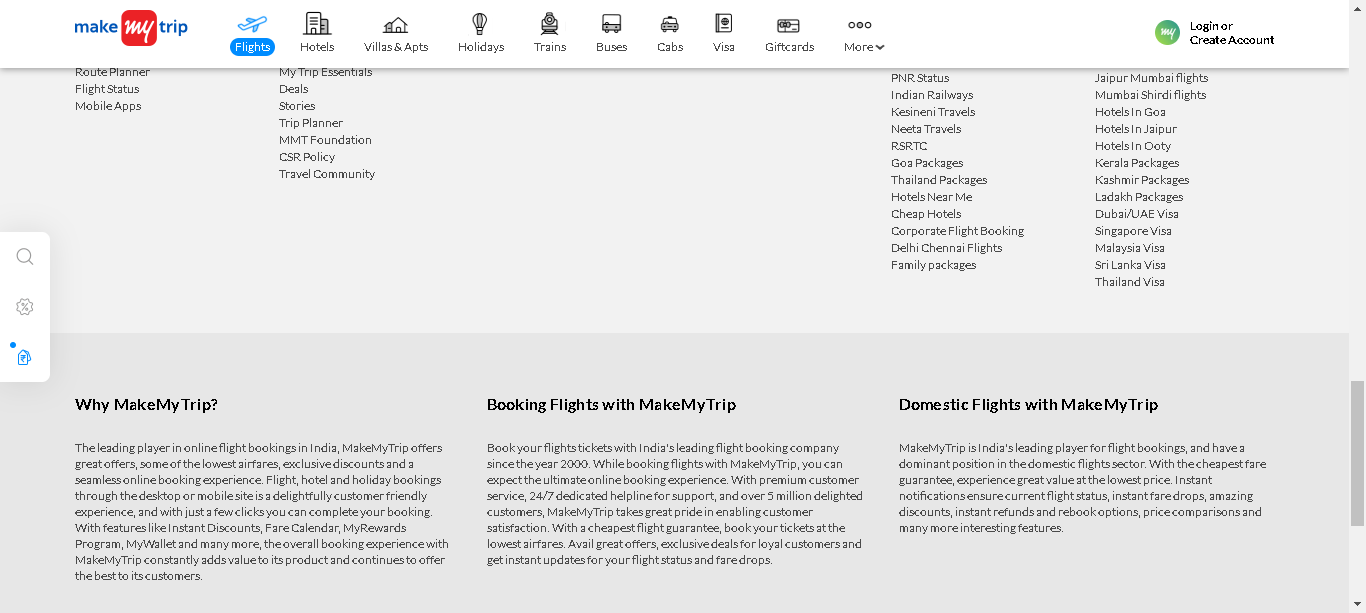 make my trip
Flights
Hotels
Villas & Apts
Holidays
Trains
Buses
Cabs
Visa
Giftcards
More
my
Login or
Create Account
Route Planner
Flight Status
Mobile Apps
My Trip Essentials
Deals
Stories
Trip Planner
MMT Foundation
CSR Policy
Travel Community
PNR Status
Indian Railways
Kesineni Travels
Neeta Travels
RSRTC
Goa Packages
Thailand Packages
Hotels Near Me
Cheap Hotels
Corporate Flight Booking
Delhi Chennai Flights
Family packages
Jaipur Mumbai flights
Mumbai Shirdi flights
Hotels In Goa
Hotels In Jaipur
Hotels In Ooty
Kerala Packages
Kashmir Packages
Ladakh Packages
Dubai/UAE Visa
Singapore Visa
Malaysia Visa
Sri Lanka Visa
Thailand Visa
Why MakeMyTrip?
The leading player in online flight bookings in India, MakeMyTrip offers
great offers, some of the lowest airfares, exclusive discounts and a
seamless online booking experience. Flight, hotel and holiday bookings
through the desktop or mobile site is a delightfully customer friendly
experience, and with just a few clicks you can complete your booking.
With features like Instant Discounts, Fare Calendar, MyRewards
Program, MyWallet and many more, the overall booking experience with
MakeMyTrip constantly adds value to its product and continues to offer
the best to its customers.
Booking Flights with MakeMyTrip
Book your flights tickets with India's leading flight booking company
since the year 2000. While booking flights with MakeMyTrip, you can
expect the ultimate online booking experience. With premium customer
service, 24/7 dedicated helpline for support, and over 5 million delighted
customers, MakeMyTrip takes great pride in enabling customer
satisfaction. With a cheapest flight guarantee, book your tickets at the
lowest airfares. Avail great offers, exclusive deals for loyal customers and
get instant updates for your flight status and fare drops.
Domestic Flights with MakeMyTrip
MakeMyTrip is India's leading player for flight bookings, and have a
dominant position in the domestic flights sector. With the cheapest fare
guarantee, experience great value at the lowest price. Instant
notifications ensure current flight status, instant fare drops, amazing
discounts, instant refunds and rebook options, price comparisons and
many more interesting features.